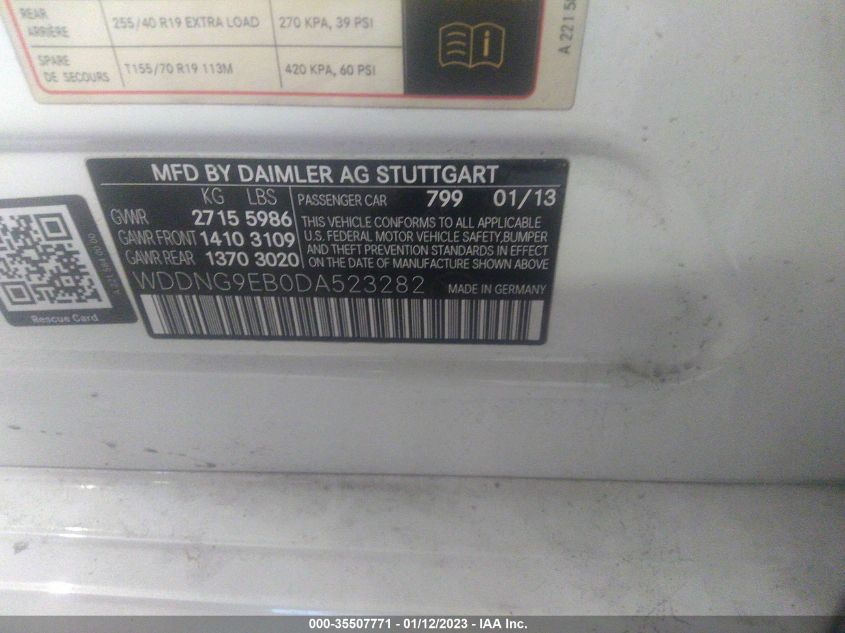 REAR
ARRIÈRE
255/40 R19 EXTRA LOAD
270 KPA, 39 PSI
SPARE
DE SECOURS
T155/70 R19 113M
420 KPA, 60 PSI
A 221 5
MFD BY DAIMLER AG STUTTGART
KG LBS
GVWR 2715 5986
GAWR FRONT 1410 3109
GAWR REAR 1370 3020
PASSENGER CAR 799 01/13
THIS VEHICLE CONFORMS TO ALL APPLICABLE
U.S. FEDERAL MOTOR VEHICLE SAFETY,BUMPER
AND THEFT PREVENTION STANDARDS IN EFFECT
ON DATE OF MANUFACTURE SHOWN ABOVE
WDDNG9EB0DA523282
MADE IN GERMANY
Rescue Card
000-35507771 - 01/12/2023 - IAA Inc.